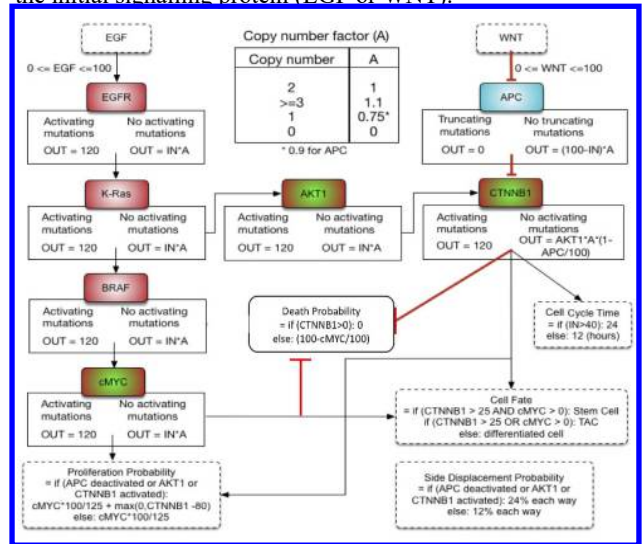 the initial signalling protein (EGF or WNT).
EGF
0 <= EGF <=100
EGFR
Activating mutations
OUT = 120
No activating mutations
OUT = IN*A
Copy number factor (A)
Copy number A
2 1
>=3 1.1
1 0.75*
0 0
* 0.9 for APC
WNT
0 <= WNT <=100
APC
Truncating mutations
OUT = 0
No truncating mutations
OUT = (100-IN)*A
K-Ras
Activating mutations
OUT = 120
No activating mutations
OUT = IN*A
AKT1
Activating mutations
OUT = 120
No activating mutations
OUT = IN*A
CTNNB1
Activating mutations
OUT = 120
No activating mutations
OUT = AKT1*A*(1-
APC/100)
BRAF
Activating mutations
OUT = 120
No activating mutations
OUT = IN*A
Death Probability
= if (CTNNB1>0): 0
else: (100-cMYC/100)
Cell Cycle Time
= if (IN>40): 24
else: 12 (hours)
cMYC
Activating mutations
OUT = 120
No activating mutations
OUT = IN*A
Cell Fate
= if (CTNNB1 > 25 AND cMYC > 0): Stem Cell
if (CTNNB1 > 25 OR cMYC > 0): TAC
else: differentiated cell
Proliferation Probability
= if (APC deactivated or AKT1 or
CTNNB1 activated):
cMYC*100/125 + max(0,CTNNB1 -80)
else: cMYC*100/125
Side Displacement Probability
= if (APC deactivated or AKT1 or
CTNNB1 activated): 24% each way
else: 12% each way